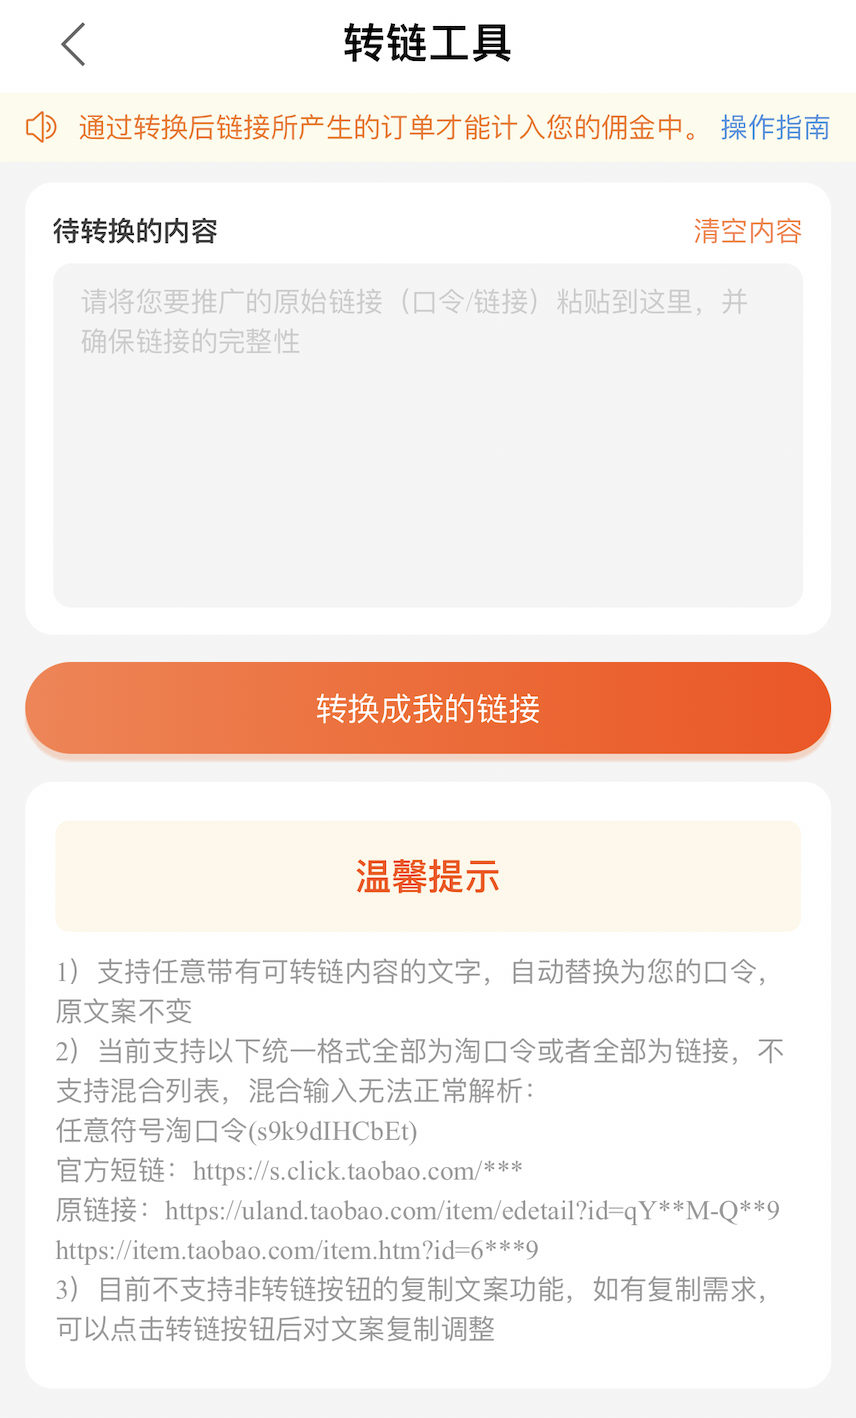 转链工具
通过转换后链接所产生的订单才能计入您的佣金中。 操作指南
待转换的内容 清空内容
请将您要推广的原始链接（口令/链接）粘贴到这里，并
确保链接的完整性
转换成我的链接
温馨提示
1）支持任意带有可转链内容的文字，自动替换为您的口令，
原文案不变
2）当前支持以下统一格式全部为淘口令或者全部为链接，不
支持混合列表，混合输入无法正常解析：
任意符号淘口令(s9k9dIHCbEt)
官方短链：https://s.click.taobao.com/***
原链接：https://uland.taobao.com/item/edetail?id=qY**M-Q**9
https://item.taobao.com/item.htm?id=6***9
3）目前不支持非转链按钮的复制文案功能，如有复制需求，
可以点击转链按钮后对文案复制调整